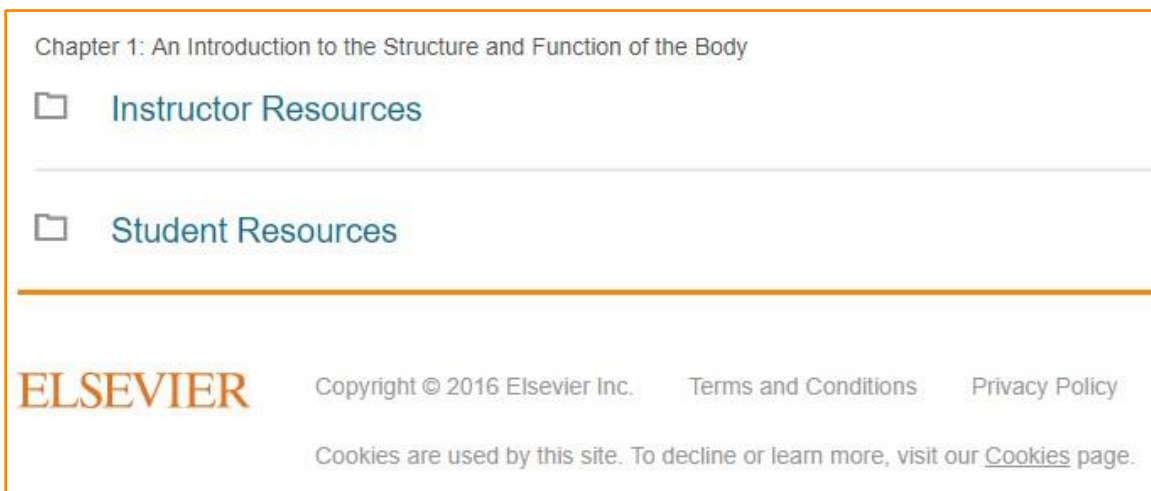 Chapter 1: An Introduction to the Structure and Function of the Body
Instructor Resources
Student Resources
ELSEVIER
Copyright © 2016 Elsevier Inc. Terms and Conditions Privacy Policy
Cookies are used by this site. To decline or learn more, visit our Cookies page.